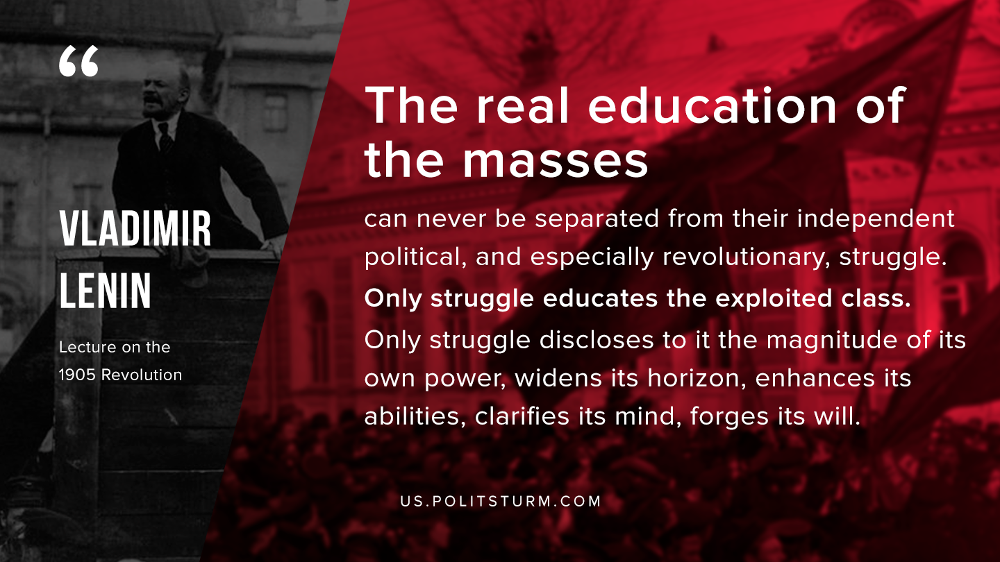 “
VLADIMIR
LENIN
Lecture on the
1905 Revolution
The real education of
the masses
can never be separated from their independent
political, and especially revolutionary, struggle.
Only struggle educates the exploited class.
Only struggle discloses to it the magnitude of its
own power, widens its horizon, enhances its
abilities, clarifies its mind, forges its will.
US.POLITSTURM.COM